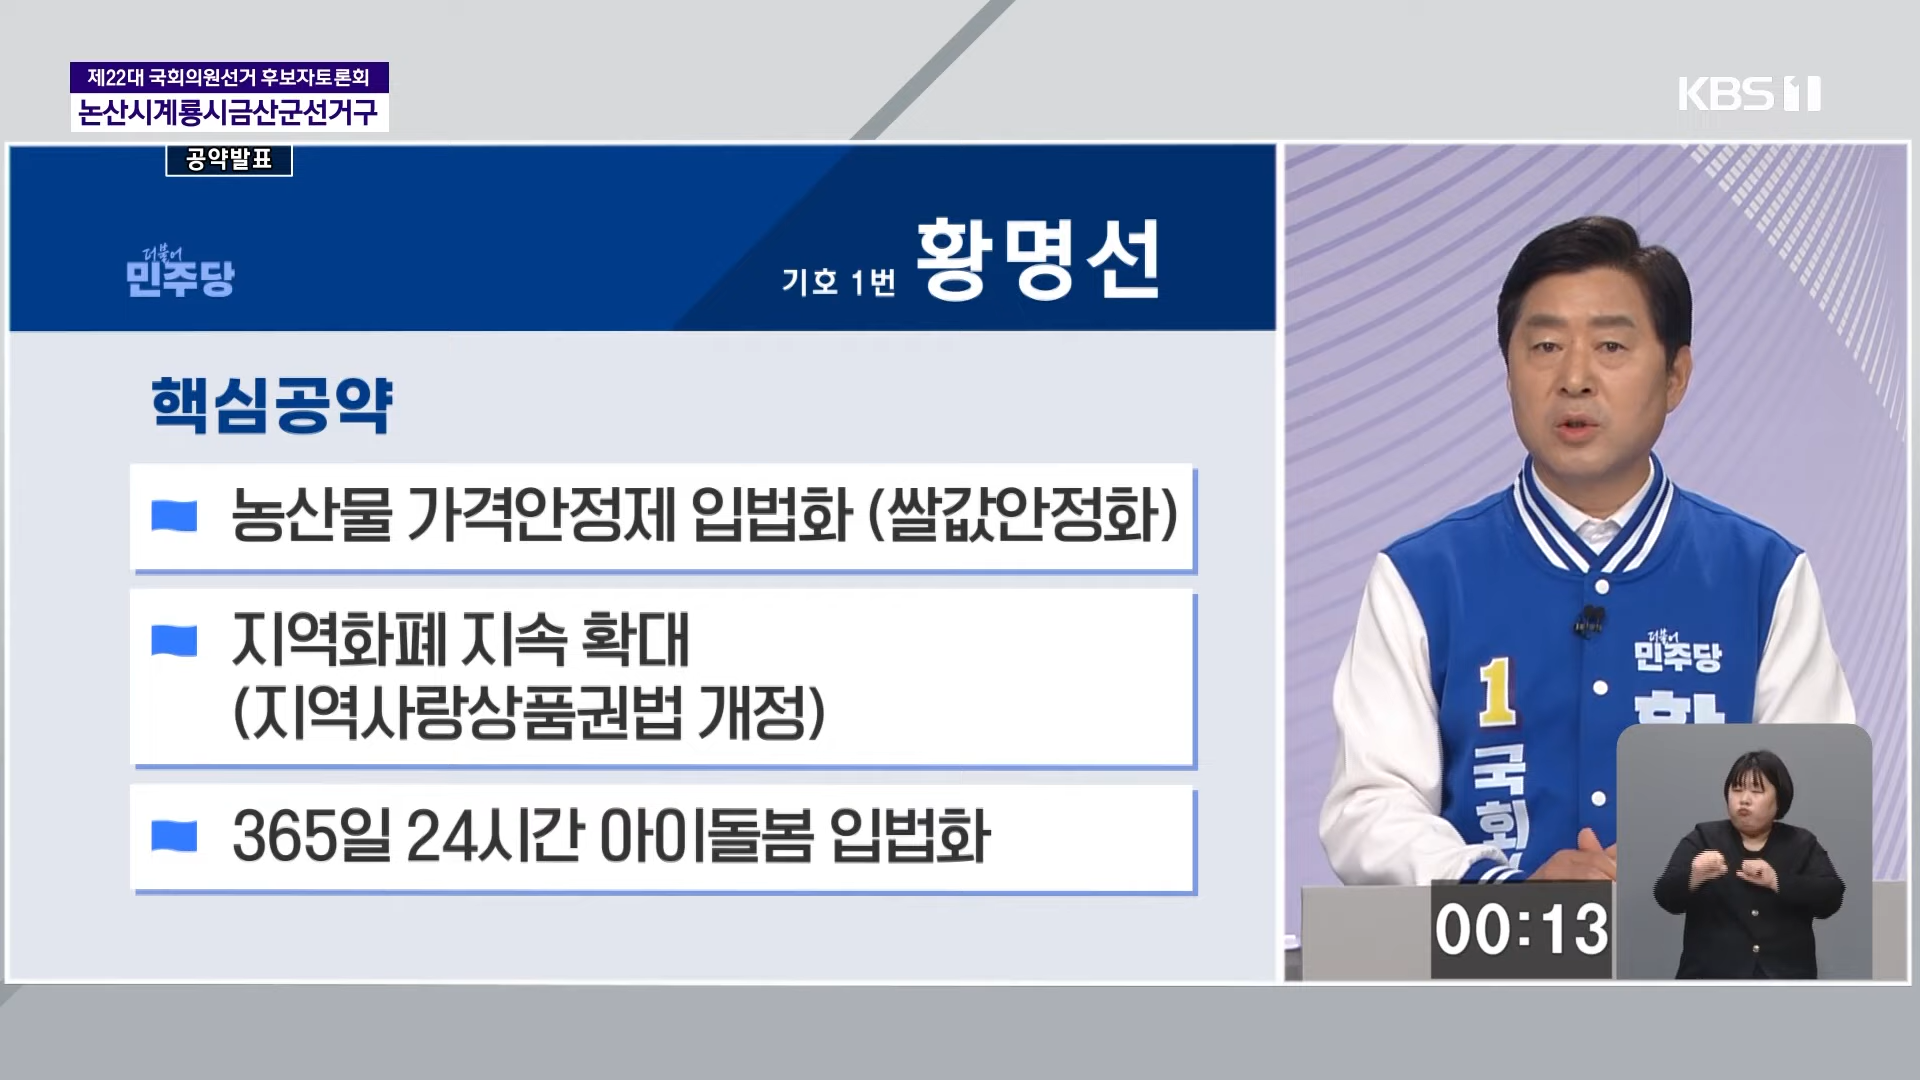 제22대 국회의원선거 후보자토론회
논산시계룡시금산군선거구
KBS 1
공약발표
더불어
민주당
기호 1번 황명선
핵심공약
농산물 가격안정제 입법화 (쌀값안정화)
지역화폐 지속 확대
(지역사랑상품권법 개정)
365일 24시간 아이돌봄 입법화
더불어
민주당
1
국회
00:13